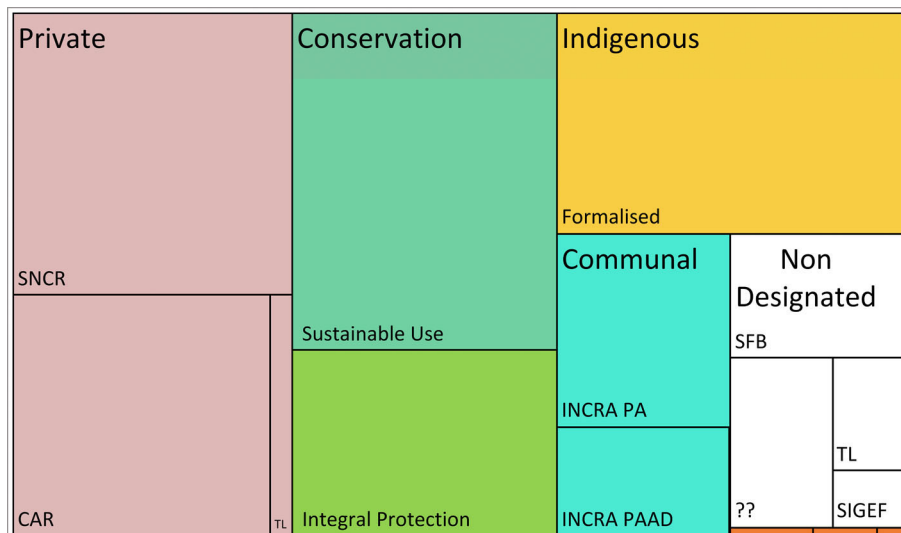 Private
SNCR
CAR
TL
Conservation
Sustainable Use
Integral Protection
Indigenous
Formalised
Communal
INCRA PA
INCRA PAAD
Non
Designated
SFB
??
TL
SIGEF